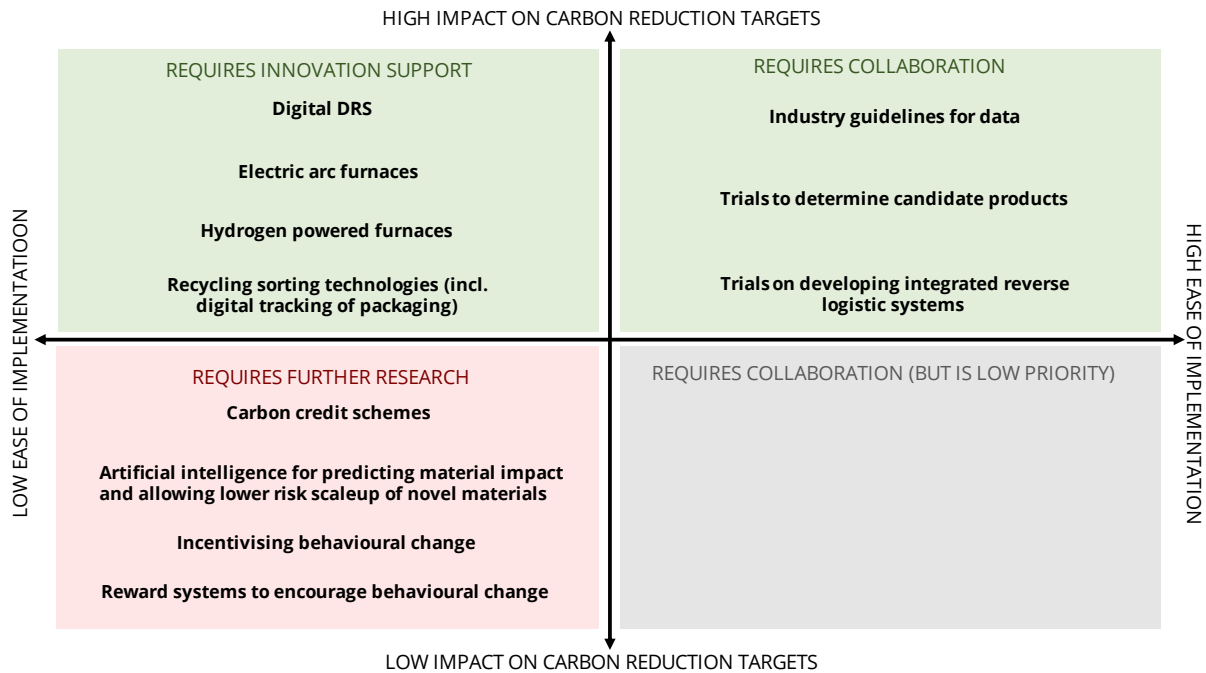 HIGH IMPACT ON CARBON REDUCTION TARGETS
REQUIRES INNOVATION SUPPORT
Digital DRS
Electric arc furnaces
Hydrogen powered furnaces
Recycling sorting technologies (incl.
digital tracking of packaging)
REQUIRES COLLABORATION
Industry guidelines for data
Trials to determine candidate products
Trials on developing integrated reverse
logistic systems
LOW EASE OF IMPLEMENTATIOON
HIGH EASE OF IMPLEMENTATION
REQUIRES FURTHER RESEARCH
Carbon credit schemes
Artificial intelligence for predicting material impact
and allowing lower risk scaleup of novel materials
Incentivising behavioural change
Reward systems to encourage behavioural change
REQUIRES COLLABORATION (BUT IS LOW PRIORITY)
LOW IMPACT ON CARBON REDUCTION TARGETS